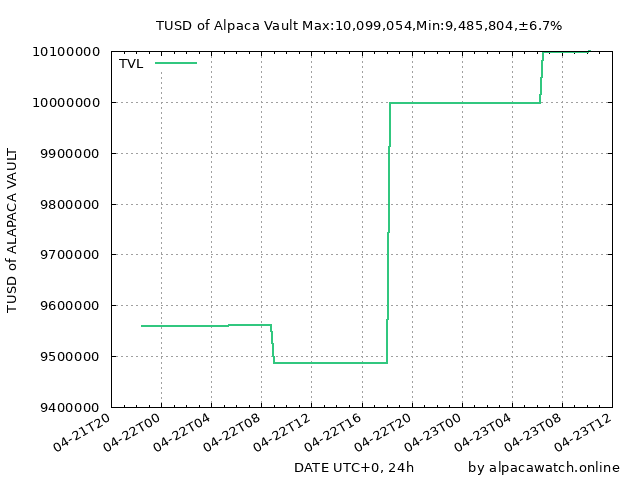 TUSD of Alpaca Vault Max:10,099,054,Min:9,485,804,±6.7%
TVL
10100000
10000000
9900000
9800000
9700000
9600000
9500000
9400000
TUSD of ALAPACA VAULT
04-21T20
04-22T00
04-22T04
04-22T08
04-22T12
04-22T16
04-22T20
04-23T00
04-23T04
04-23T08
04-23T12
DATE UTC+0, 24h
by alpacawatch.online